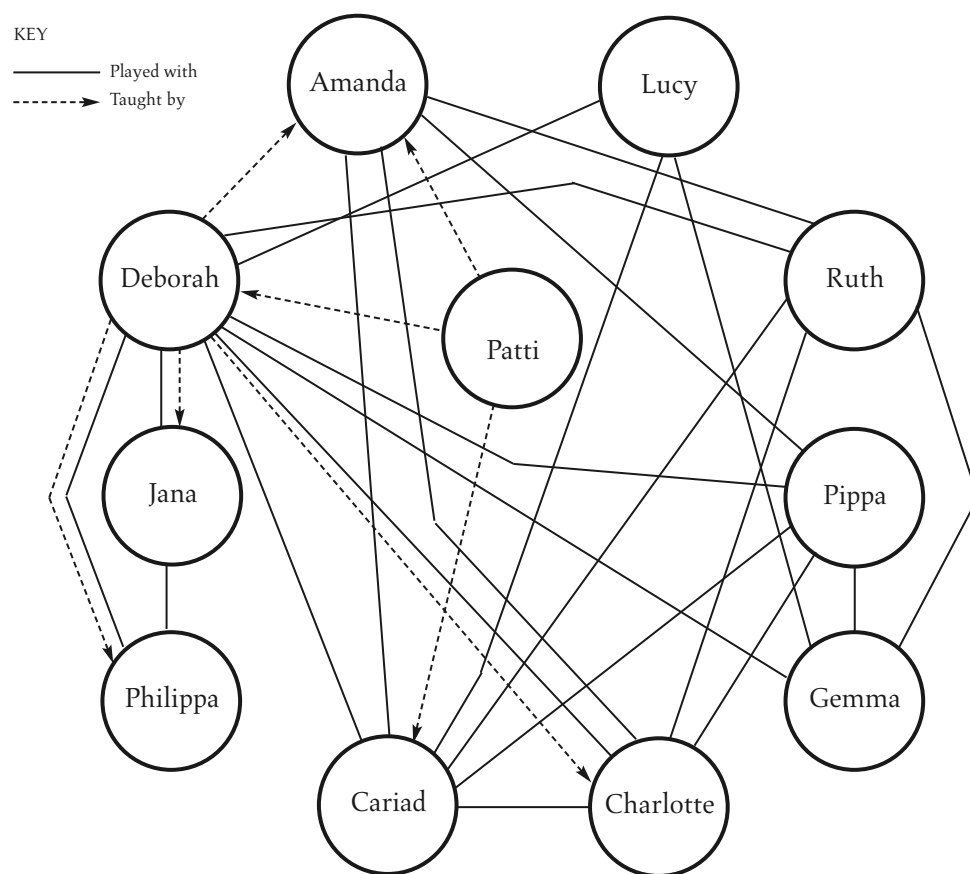 KEY
Played with
Taught by
Amanda
Lucy
Deborah
Ruth
Patti
Jana
Pippa
Philippa
Gemma
Cariad
Charlotte